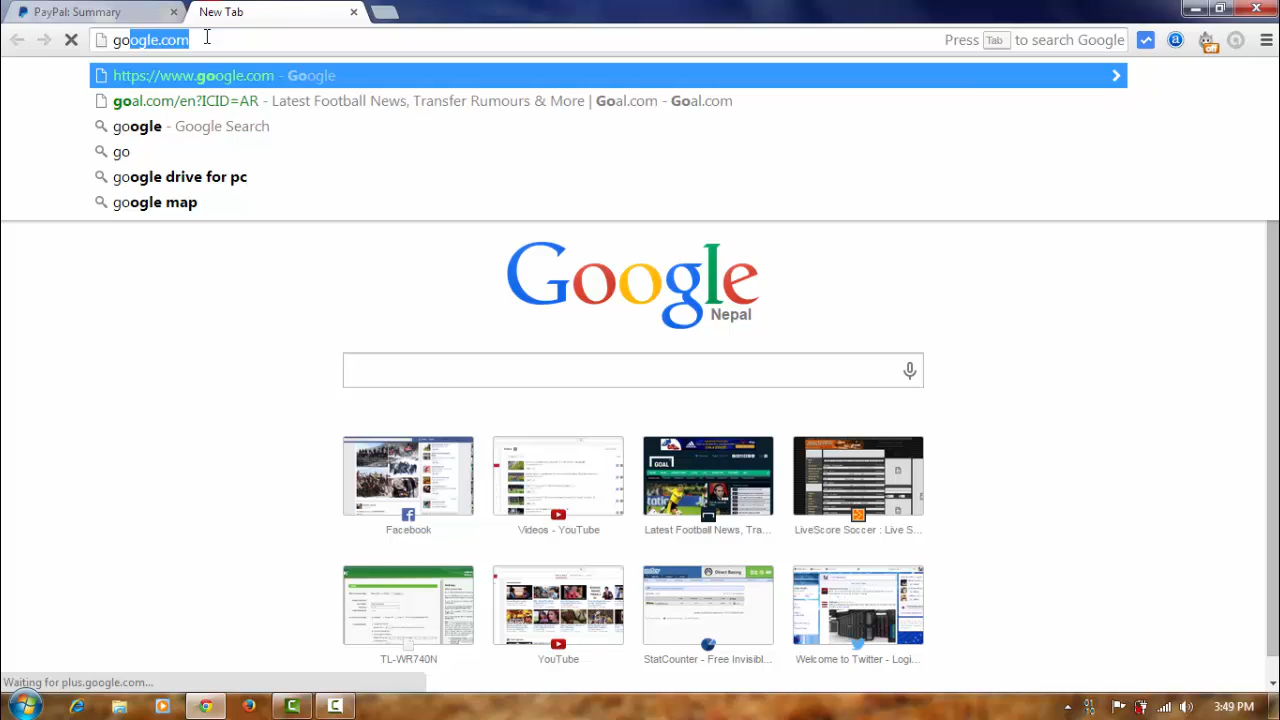 PayPal: Summary
New Tab
google.com
Press Tab to search Google
https://www.google.com - Google
goal.com/en?ICID=AR - Latest Football News, Transfer Rumours & More | Goal.com - Goal.com
google - Google Search
go
google drive for pc
google map
Google
Nepal
Facebook
Videos - YouTube
Latest Football News, Tra...
LiveScore Soccer : Live S...
GOAL
TL-WR740N
YouTube
StatCounter - Free Invisibl...
Welcome to Twitter - Logi...
Waiting for plus.google.com...
3:49 PM